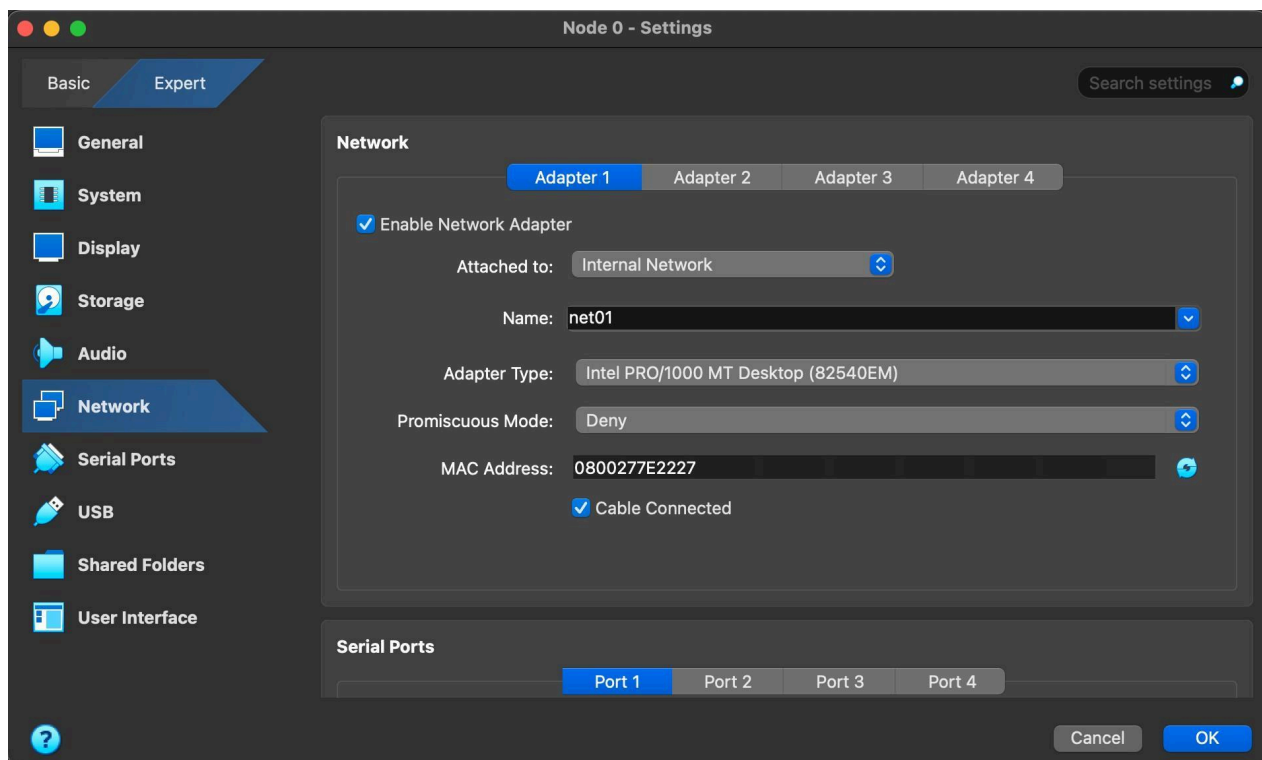 Node 0 - Settings
Basic Expert
Search settings
General
System
Display
Storage
Audio
Network
Serial Ports
USB
Shared Folders
User Interface
Network
Adapter 1 Adapter 2 Adapter 3 Adapter 4
Enable Network Adapter
Attached to: Internal Network
Name: net01
Adapter Type: Intel PRO/1000 MT Desktop (82540EM)
Promiscuous Mode: Deny
MAC Address: 0800277E2227
Cable Connected
Serial Ports
Port 1 Port 2 Port 3 Port 4
?
Cancel OK